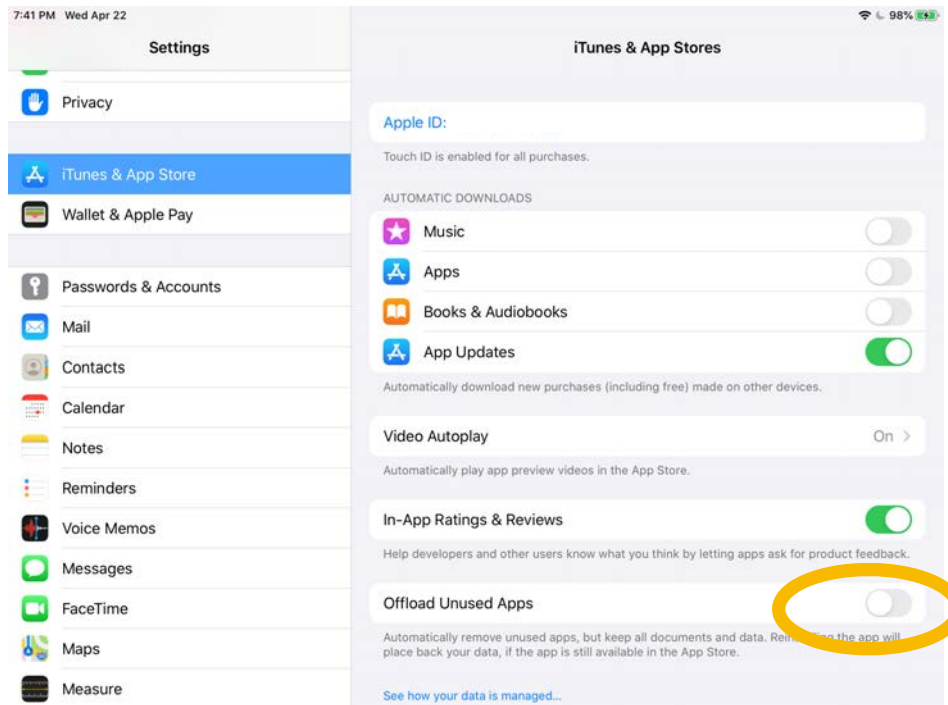 7:41 PM Wed Apr 22
98%
Settings
Privacy
iTunes & App Store
Wallet & Apple Pay
Passwords & Accounts
Mail
Contacts
Calendar
Notes
Reminders
Voice Memos
Messages
FaceTime
Maps
Measure
iTunes & App Stores
Apple ID:
Touch ID is enabled for all purchases.
AUTOMATIC DOWNLOADS
Music
Apps
Books & Audiobooks
App Updates
Automatically download new purchases (including free) made on other devices.
Video Autoplay On >
Automatically play app preview videos in the App Store.
In-App Ratings & Reviews
Help developers and other users know what you think by letting apps ask for product feedback.
Offload Unused Apps
Automatically remove unused apps, but keep all documents and data. the app will
place back your data, if the app is still available in the App Store.
See how your data is managed...